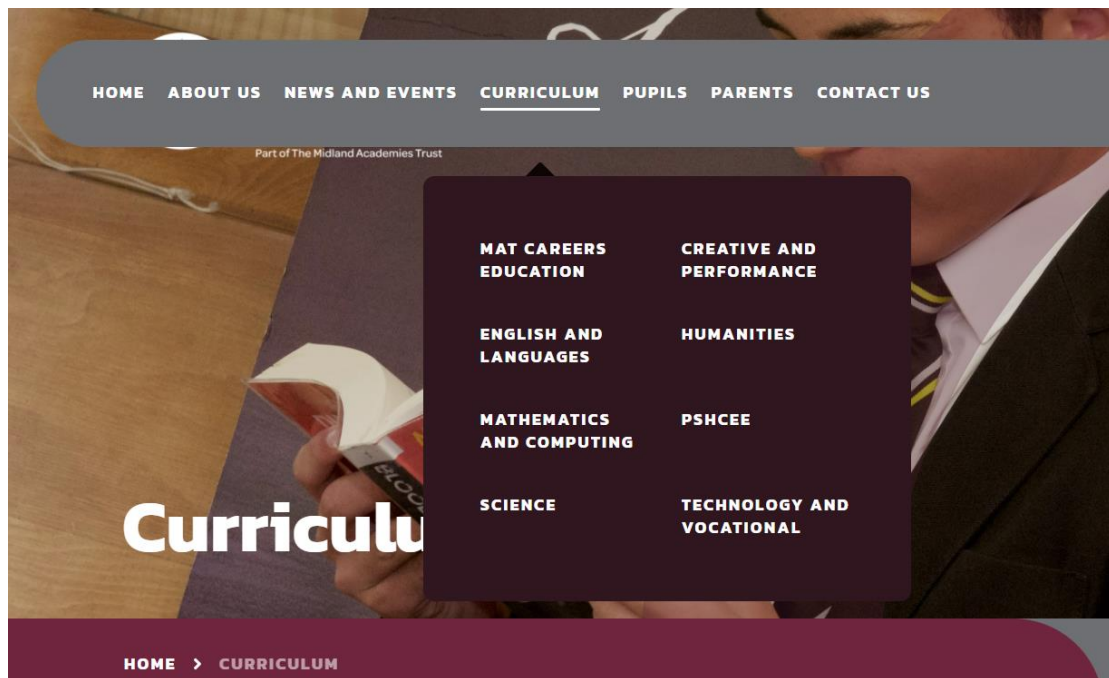 HOME ABOUT US NEWS AND EVENTS CURRICULUM PUPILS PARENTS CONTACT US
Part of The Midland Academies Trust
MAT CAREERS
EDUCATION
CREATIVE AND
PERFORMANCE
ENGLISH AND
LANGUAGES
HUMANITIES
MATHEMATICS
AND COMPUTING
PSHCEE
SCIENCE
TECHNOLOGY AND
VOCATIONAL
HOME > CURRICULUM